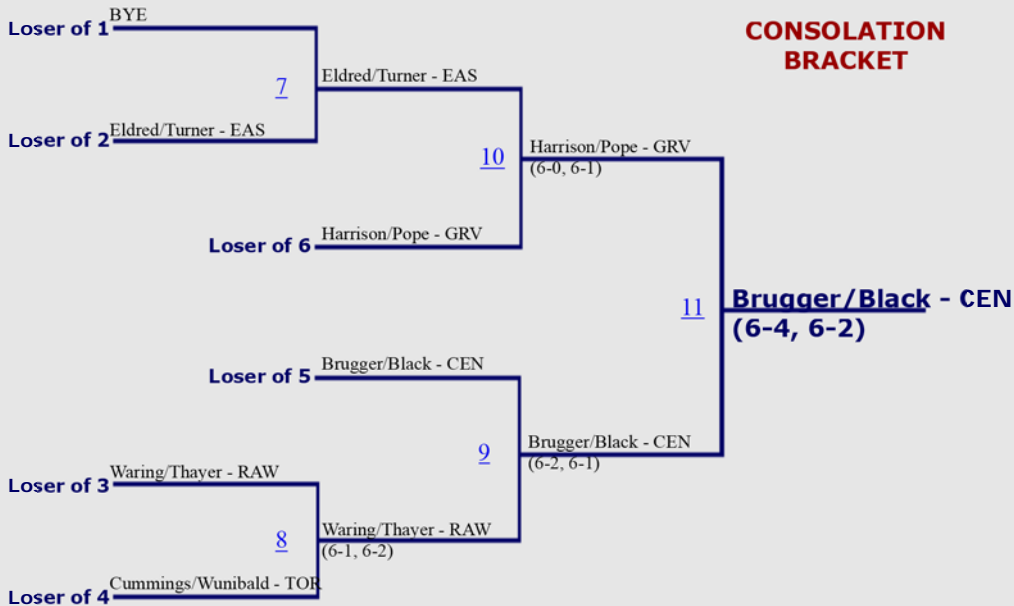 CONSOLATION
BRACKET
BYE
Loser of 1
Eldred/Turner - EAS
7
Eldred/Turner - EAS
Loser of 2
Harrison/Pope - GRV
(6-0, 6-1)
10
Harrison/Pope - GRV
Loser of 6
Brugger/Black - CEN
(6-4, 6-2)
11
Brugger/Black - CEN
Loser of 5
Brugger/Black - CEN
(6-2, 6-1)
9
Waring/Thayer - RAW
Loser of 3
Waring/Thayer - RAW
(6-1, 6-2)
8
Cummings/Wunibald - TOR
Loser of 4